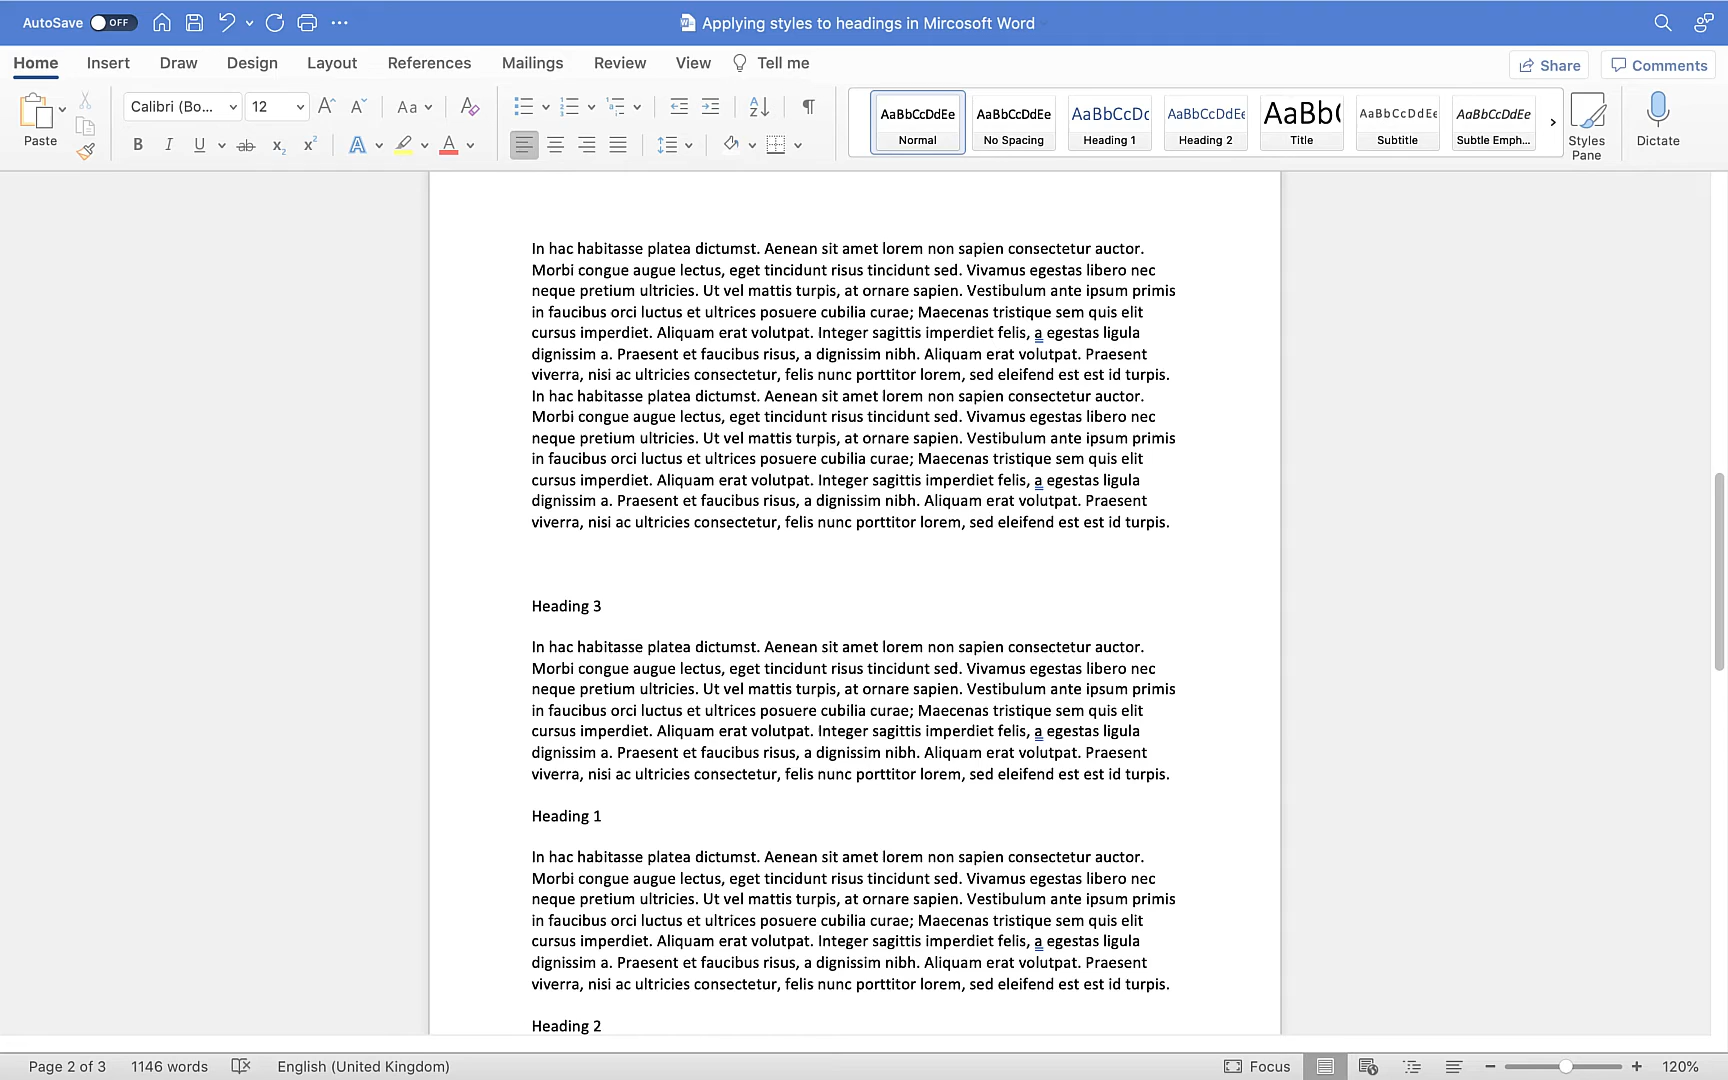 AutoSave OFF Applying styles to headings in Mircosoft Word
Home Insert Draw Design Layout References Mailings Review View Tell me Share Comments
Paste Calibri (Bo... 12 Aa
B I U ab x₂ x² A A
AaBbCcDdEe AaBbCcDdEe AaBbCcDc AaBbCcDdEe AaBb( AaBbCcDdEe AaBbCcDdEe
Normal No Spacing Heading 1 Heading 2 Title Subtitle Subtle Emph... Styles Pane Dictate
In hac habitasse platea dictumst. Aenean sit amet lorem non sapien consectetur auctor.
Morbi congue augue lectus, eget tincidunt risus tincidunt sed. Vivamus egestas libero nec
neque pretium ultricies. Ut vel mattis turpis, at ornare sapien. Vestibulum ante ipsum primis
in faucibus orci luctus et ultrices posuere cubilia curae; Maecenas tristique sem quis elit
cursus imperdiet. Aliquam erat volutpat. Integer sagittis imperdiet felis, a egestas ligula
dignissim a. Praesent et faucibus risus, a dignissim nibh. Aliquam erat volutpat. Praesent
viverra, nisi ac ultricies consectetur, felis nunc porttitor lorem, sed eleifend est est id turpis.
In hac habitasse platea dictumst. Aenean sit amet lorem non sapien consectetur auctor.
Morbi congue augue lectus, eget tincidunt risus tincidunt sed. Vivamus egestas libero nec
neque pretium ultricies. Ut vel mattis turpis, at ornare sapien. Vestibulum ante ipsum primis
in faucibus orci luctus et ultrices posuere cubilia curae; Maecenas tristique sem quis elit
cursus imperdiet. Aliquam erat volutpat. Integer sagittis imperdiet felis, a egestas ligula
dignissim a. Praesent et faucibus risus, a dignissim nibh. Aliquam erat volutpat. Praesent
viverra, nisi ac ultricies consectetur, felis nunc porttitor lorem, sed eleifend est est id turpis.
Heading 3
In hac habitasse platea dictumst. Aenean sit amet lorem non sapien consectetur auctor.
Morbi congue augue lectus, eget tincidunt risus tincidunt sed. Vivamus egestas libero nec
neque pretium ultricies. Ut vel mattis turpis, at ornare sapien. Vestibulum ante ipsum primis
in faucibus orci luctus et ultrices posuere cubilia curae; Maecenas tristique sem quis elit
cursus imperdiet. Aliquam erat volutpat. Integer sagittis imperdiet felis, a egestas ligula
dignissim a. Praesent et faucibus risus, a dignissim nibh. Aliquam erat volutpat. Praesent
viverra, nisi ac ultricies consectetur, felis nunc porttitor lorem, sed eleifend est est id turpis.
Heading 1
In hac habitasse platea dictumst. Aenean sit amet lorem non sapien consectetur auctor.
Morbi congue augue lectus, eget tincidunt risus tincidunt sed. Vivamus egestas libero nec
neque pretium ultricies. Ut vel mattis turpis, at ornare sapien. Vestibulum ante ipsum primis
in faucibus orci luctus et ultrices posuere cubilia curae; Maecenas tristique sem quis elit
cursus imperdiet. Aliquam erat volutpat. Integer sagittis imperdiet felis, a egestas ligula
dignissim a. Praesent et faucibus risus, a dignissim nibh. Aliquam erat volutpat. Praesent
viverra, nisi ac ultricies consectetur, felis nunc porttitor lorem, sed eleifend est est id turpis.
Heading 2
Page 2 of 3 1146 words English (United Kingdom) Focus 120%